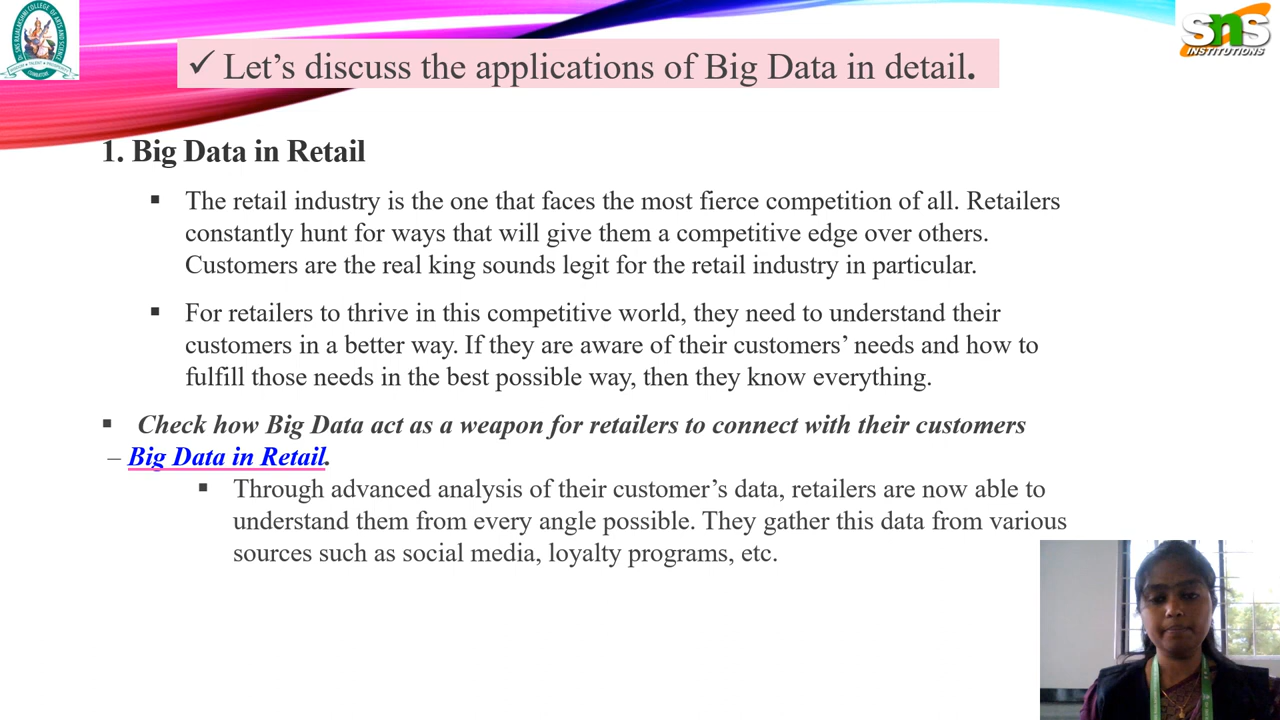 ✓ Let’s discuss the applications of Big Data in detail.
sns
INSTITUTIONS
1. Big Data in Retail
▪ The retail industry is the one that faces the most fierce competition of all. Retailers
constantly hunt for ways that will give them a competitive edge over others.
Customers are the real king sounds legit for the retail industry in particular.
▪ For retailers to thrive in this competitive world, they need to understand their
customers in a better way. If they are aware of their customers’ needs and how to
fulfill those needs in the best possible way, then they know everything.
▪ Check how Big Data act as a weapon for retailers to connect with their customers
– Big Data in Retail.
▪ Through advanced analysis of their customer’s data, retailers are now able to
understand them from every angle possible. They gather this data from various
sources such as social media, loyalty programs, etc.